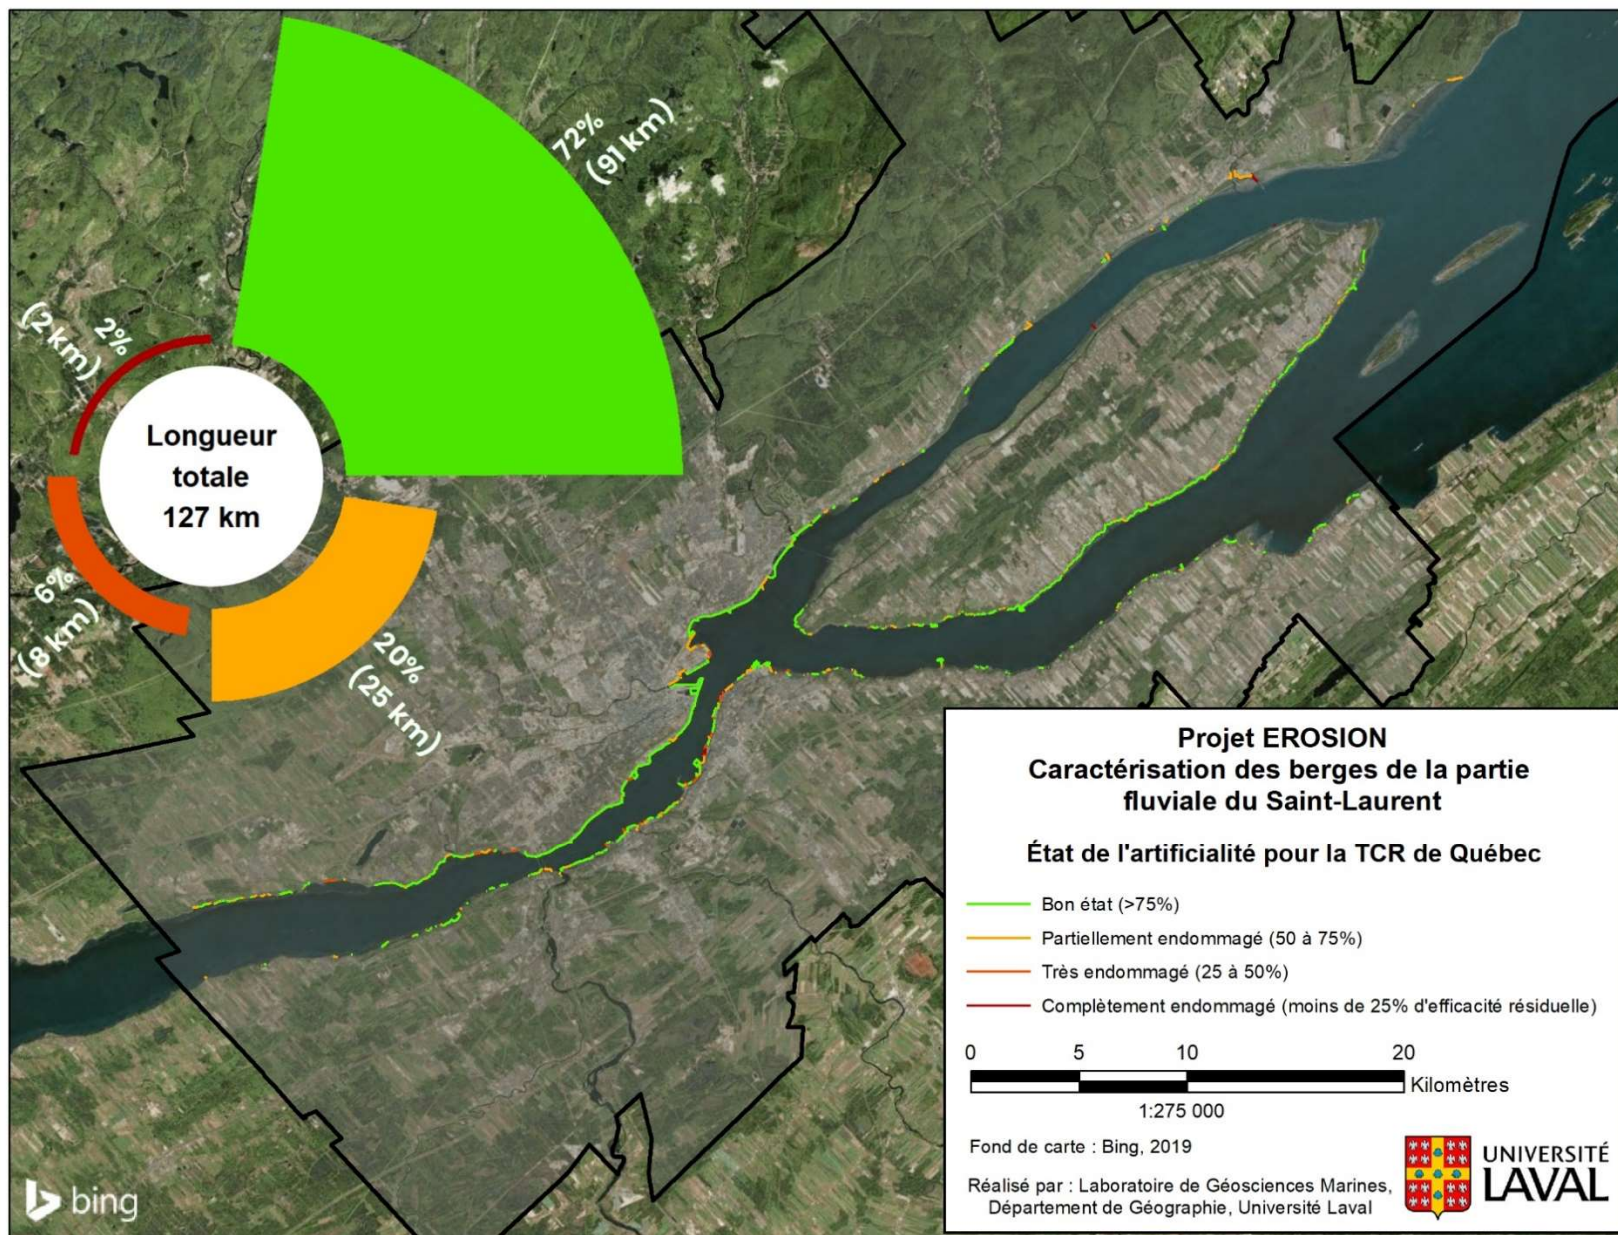 72%
(91 km)
2%
(2 km)
Longueur
totale
127 km
6%
(8 km)
20%
(25 km)
Projet EROSION
Caractérisation des berges de la partie
fluviale du Saint-Laurent
État de l'artificialité pour la TCR de Québec
Bon état (>75%)
Partiellement endommagé (50 à 75%)
Très endommagé (25 à 50%)
Complètement endommagé (moins de 25% d'efficacité résiduelle)
0 5 10 20
Kilomètres
1:275 000
Fond de carte : Bing, 2019
Réalisé par : Laboratoire de Géosciences Marines,
Département de Géographie, Université Laval
UNIVERSITÉ
LAVAL
bing